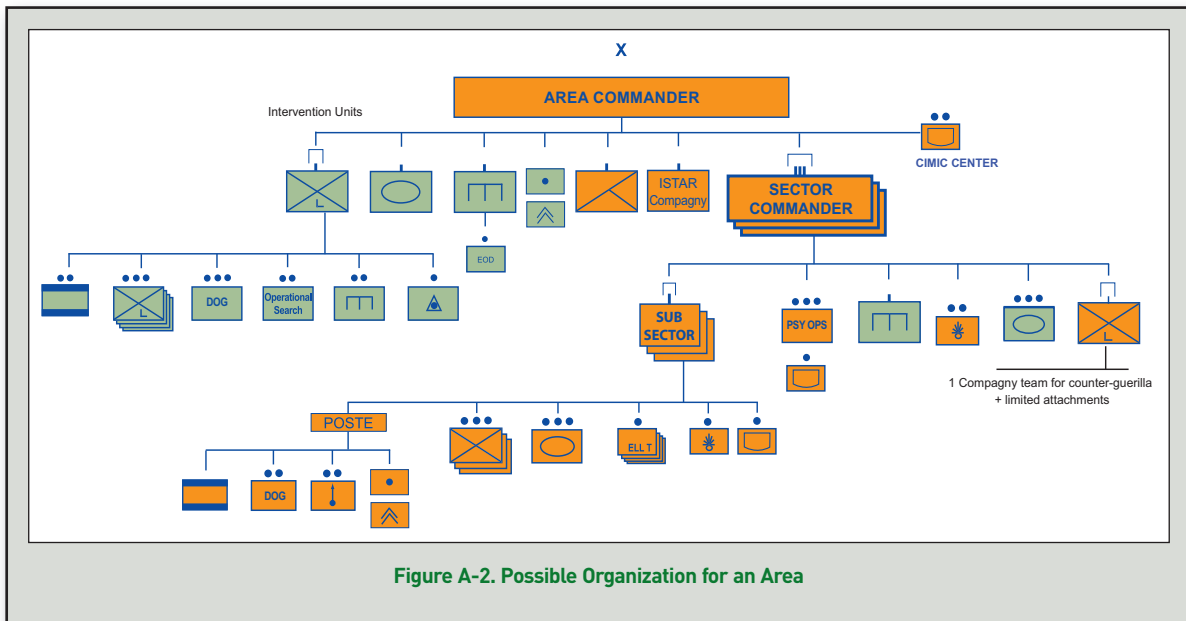 X
AREA COMMANDER
Intervention Units
CIMIC CENTER
L
ISTAR
Compagny
SECTOR
COMMANDER
EOD
L
DOG
Operational
Search
SUB
SECTOR
PSY OPS
L
1 Compagny team for counter-guerilla
+ limited attachments
POSTE
ELL T
DOG
Figure A-2. Possible Organization for an Area